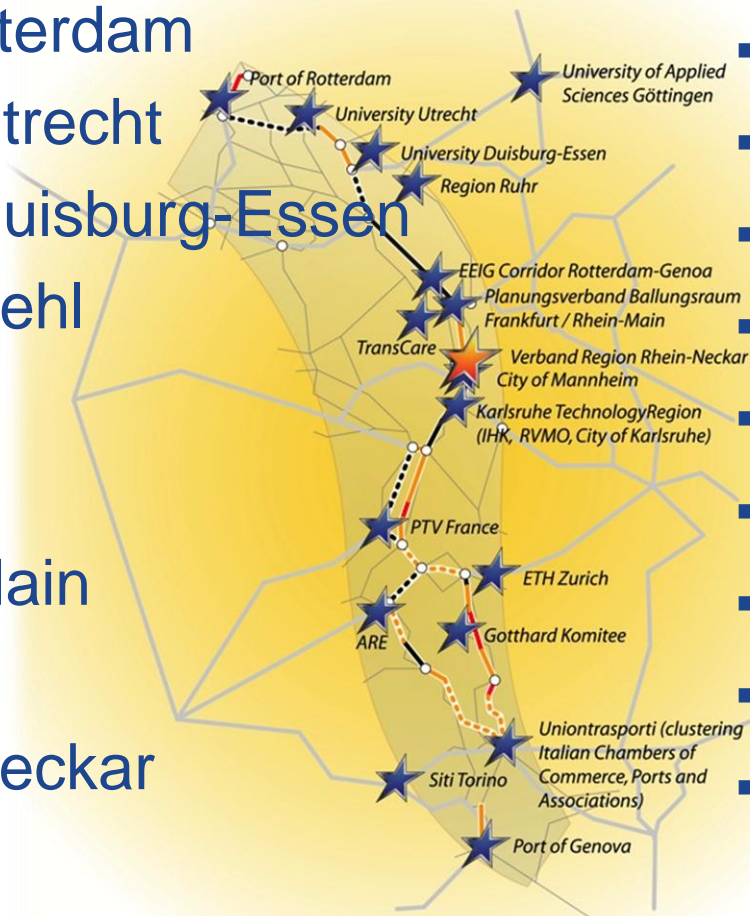 terdam
trecht
uisburg-Essen
ehl
ain
eckar
Port of Rotterdam
University of Applied
Sciences Göttingen
University Utrecht
University Duisburg-Essen
Region Ruhr
EEIG Corridor Rotterdam-Genoa
Planungsverband Ballungsraum
Frankfurt / Rhein-Main
TransCare
Verband Region Rhein-Neckar
City of Mannheim
Karlsruhe TechnologyRegion
(IHK, RVMO, City of Karlsruhe)
PTV France
ETH Zurich
ARE
Gotthard Komitee
Uniontrasporti (clustering
Italian Chambers of
Commerce, Ports and
Associations)
Siti Torino
Port of Genova